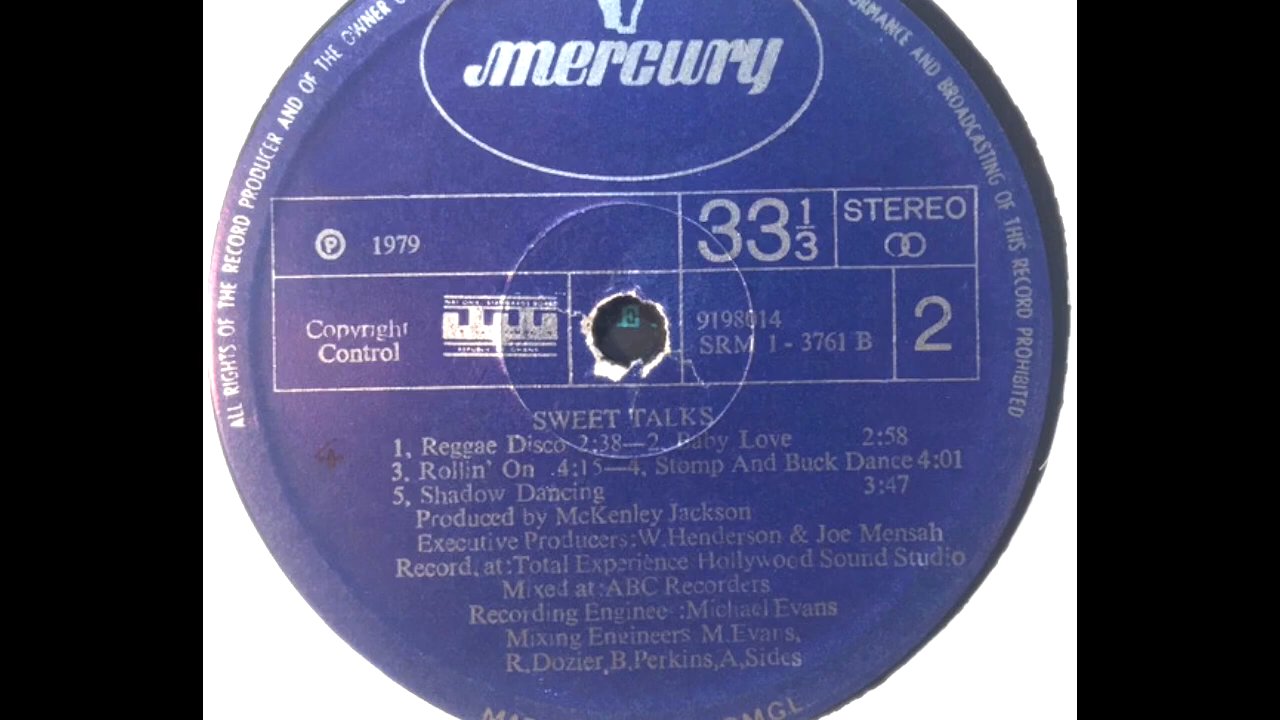 mercury
ALL RIGHTS OF THE RECORD PRODUCER AND OF THE OWNER
RMANCE AND BROADCASTING OF THIS RECORD PROHIBITED
℗ 1979
33 1/3
STEREO
Copyright
Control
9198014
SRM 1 - 3761 B
2
E
SWEET TALKS
1, Reggae Disco 2:38—2, Baby Love 2:58
3. Rollin' On .4:15—4, Stomp And Buck Dance 4:01
5, Shadow Dancing 3:47
Produced by McKenley Jackson
Executive Producers:W.Henderson & Joe Mensah
Record, at:Total Experience Hollywood Sound Studio
Mixed at:ABC Recorders
Recording Enginee :Michael Evans
Mixing Engineers M.Evans,
R.Dozier,B.Perkins,A,Sides